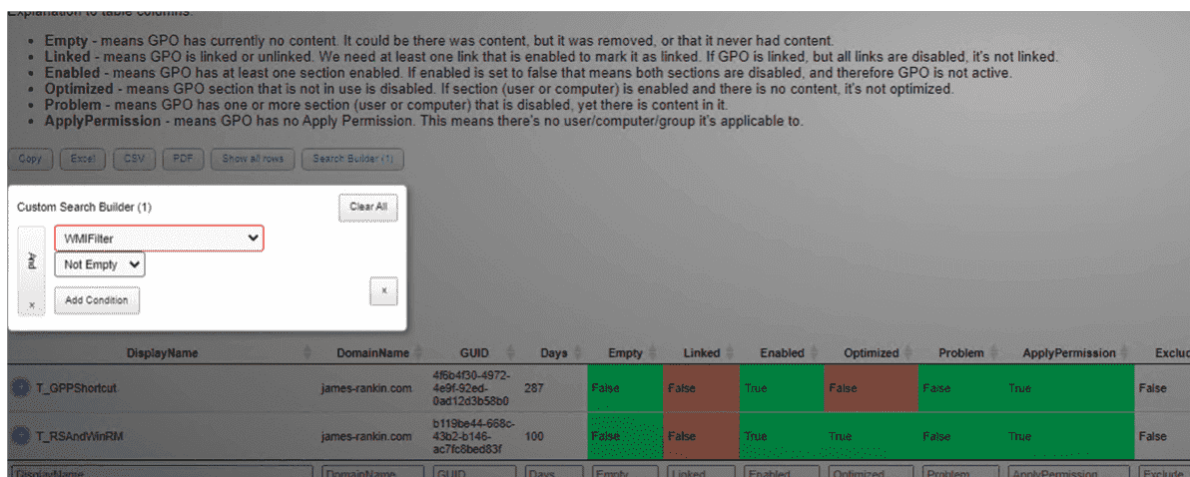 Explanation to table columns:
Empty - means GPO has currently no content. It could be there was content, but it was removed, or that it never had content.
Linked - means GPO is linked or unlinked. We need at least one link that is enabled to mark it as linked. If GPO is linked, but all links are disabled, it's not linked.
Enabled - means GPO has at least one section enabled. If enabled is set to false that means both sections are disabled, and therefore GPO is not active.
Optimized - means GPO section that is not in use is disabled. If section (user or computer) is enabled and there is no content, it's not optimized.
Problem - means GPO has one or more section (user or computer) that is disabled, yet there is content in it.
ApplyPermission - means GPO has no Apply Permission. This means there's no user/computer/group it's applicable to.
Copy Excel CSV PDF Show all rows Search Builder (1)
Custom Search Builder (1) Clear All
WMIFilter
And
Not Empty
x
Add Condition
x
DisplayName DomainName GUID Days Empty Linked Enabled Optimized Problem ApplyPermission Exclud
4f6b4f30-4972-
T_GPPShortcut james-rankin.com 4e9f-92ed- 287 False False True False False True False
0ad12d3b58b0
b119be44-668c-
T_RSAndWinRM james-rankin.com 43b2-b146- 100 False False True True False True False
ac7fc8bed83f
DisplayName DomainName GUID Days Empty Linked Enabled Optimized Problem ApplyPermission Exclude